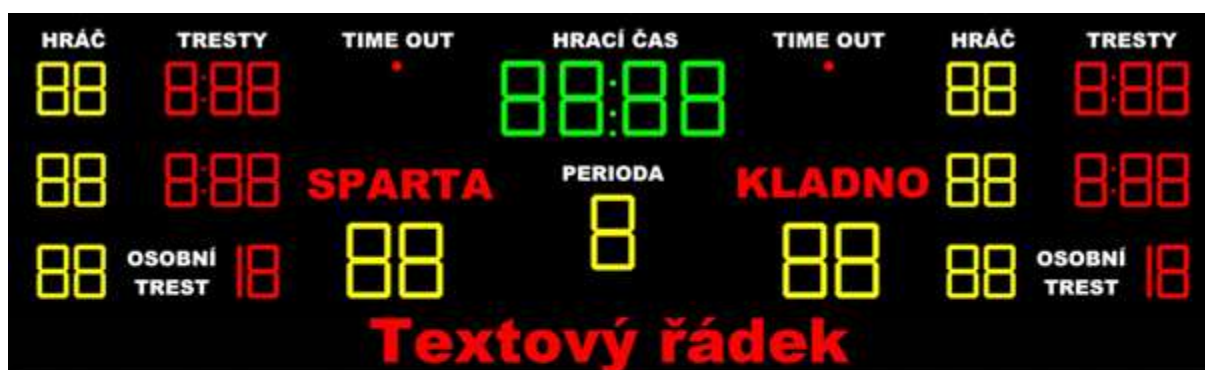 HRÁČ TRESTY TIME OUT HRACÍ ČAS TIME OUT HRÁČ TRESTY
88 8:88 88:88 88 8:88
88 8:88 SPARTA PERIODA KLADNO 88 8:88
88 OSOBNÍ TREST 18 88 8 88 88 OSOBNÍ TREST 18
Textový řádek